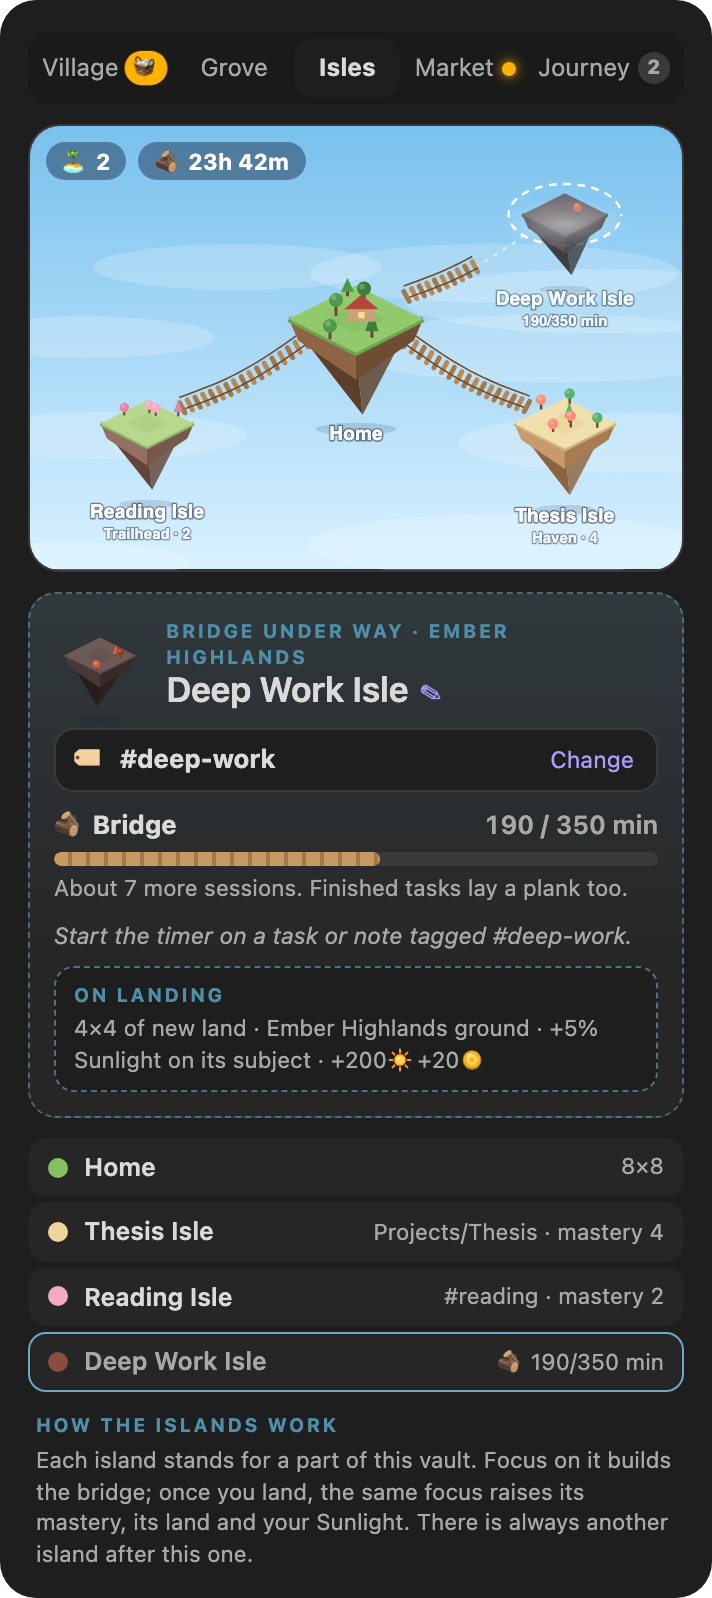 Village
Grove
Isles
Market
Journey 2
2
23h 42m
Deep Work Isle
190/350 min
Home
Reading Isle
Trailhead · 2
Thesis Isle
Haven · 4
BRIDGE UNDER WAY · EMBER
HIGHLANDS
Deep Work Isle
#deep-work
Change
Bridge
190 / 350 min
About 7 more sessions. Finished tasks lay a plank too.
Start the timer on a task or note tagged #deep-work.
ON LANDING
4×4 of new land · Ember Highlands ground · +5%
Sunlight on its subject · +200☀️ +20🪙
Home
8×8
Thesis Isle
Projects/Thesis · mastery 4
Reading Isle
#reading · mastery 2
Deep Work Isle
190/350 min
HOW THE ISLANDS WORK
Each island stands for a part of this vault. Focus on it builds
the bridge; once you land, the same focus raises its
mastery, its land and your Sunlight. There is always another
island after this one.